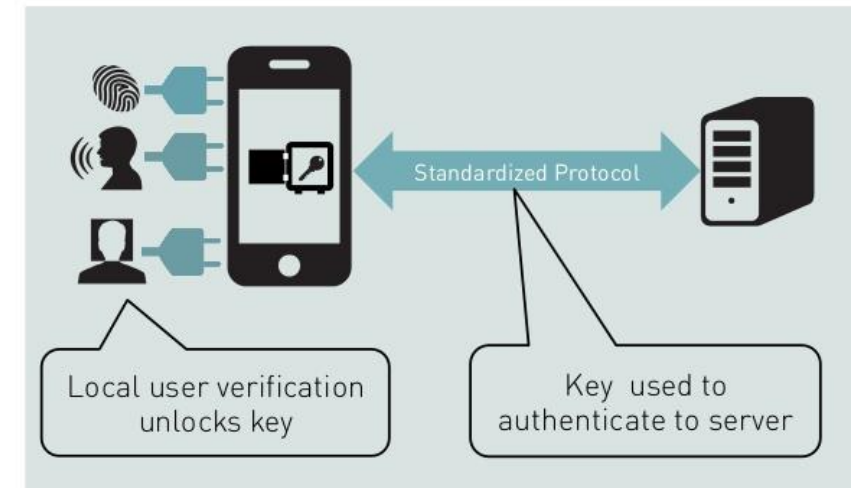 Standardized Protocol
Local user verification
unlocks key
Key used to
authenticate to server